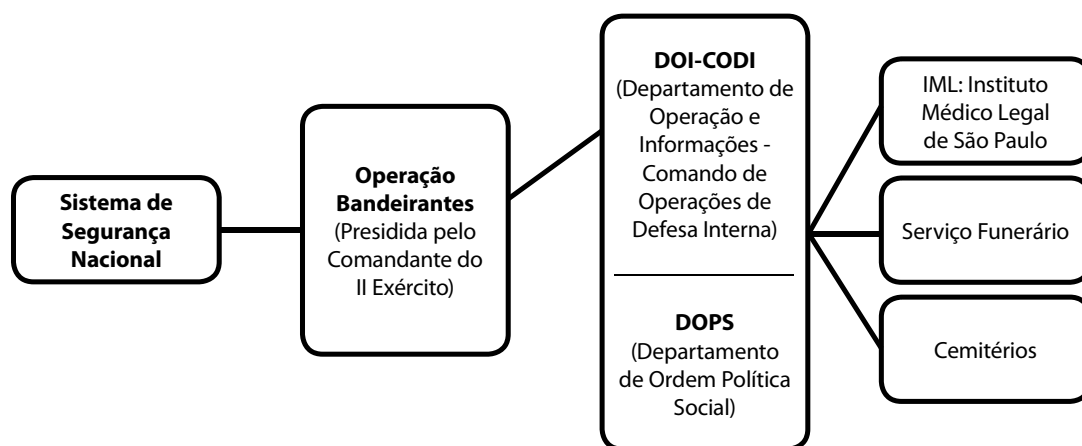 Sistema de
Segurança
Nacional
Operação
Bandeirantes
(Presidida pelo
Comandante do
II Exército)
DOI-CODI
(Departamento de
Operação e
Informações -
Comando de
Operações de
Defesa Interna)
DOPS
(Departamento
de Ordem Política
Social)
IML: Instituto
Médico Legal
de São Paulo
Serviço Funerário
Cemitérios